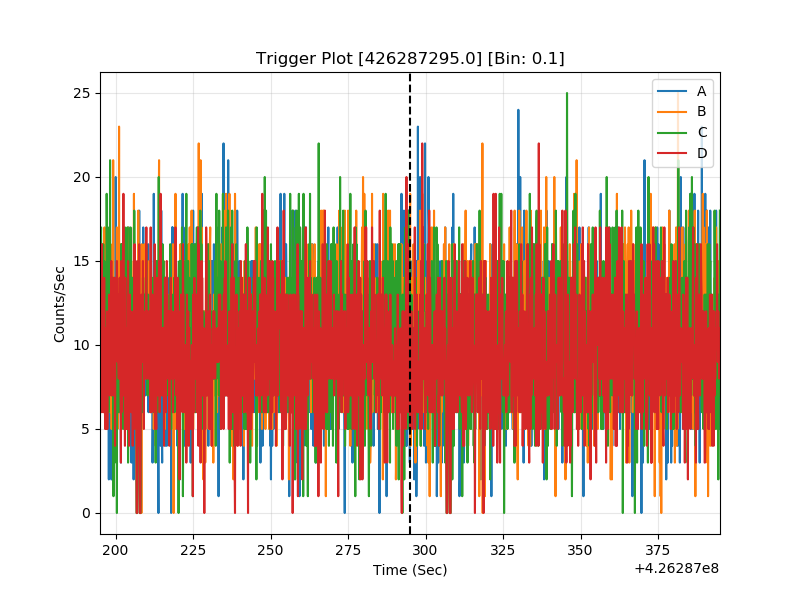 Trigger Plot [426287295.0] [Bin: 0.1]
A
B
C
D
Counts/Sec
25
20
15
10
5
0
200 225 250 275 300 325 350 375
Time (Sec)
+4.26287e8